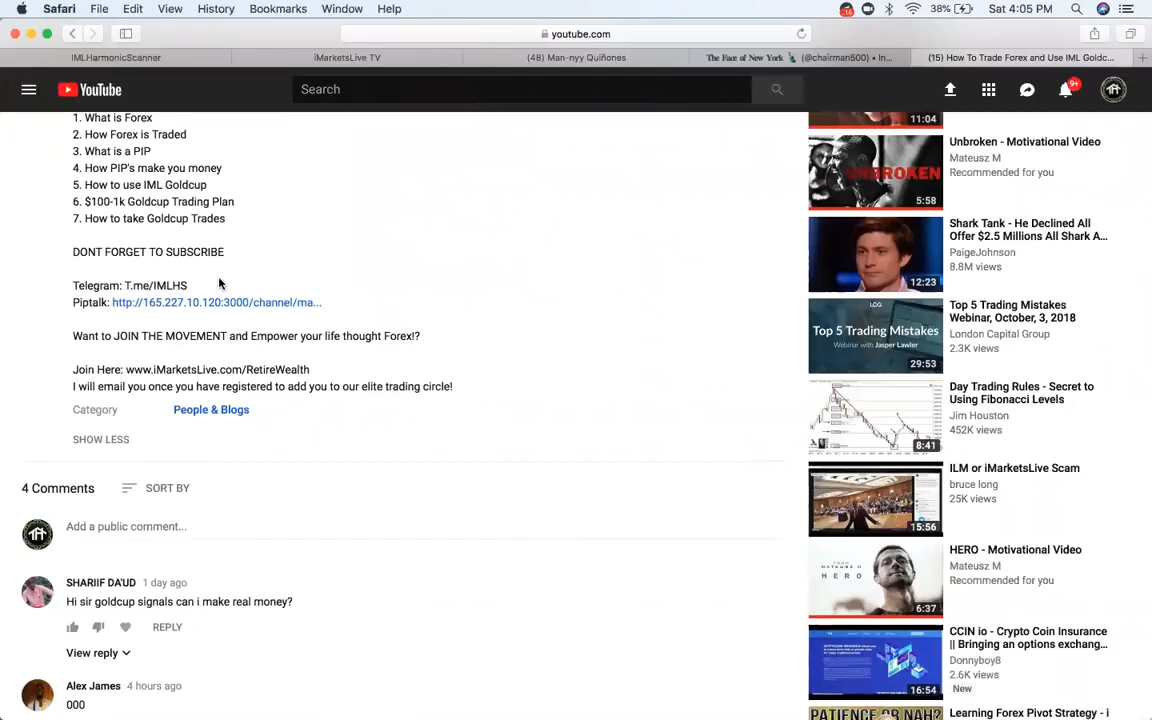 Safari File Edit View History Bookmarks Window Help
16
38% Sat 4:05 PM
youtube.com
IMLHarmonicScanner
iMarketsLive TV
(48) Man-nyy Quiñones
The Face of New York 🗽 (@chairman500) • In...
(15) How To Trade Forex and Use IML Goldc...
YouTube
Search
9+
1. What is Forex
2. How Forex is Traded
3. What is a PIP
4. How PIP's make you money
5. How to use IML Goldcup
6. $100-1k Goldcup Trading Plan
7. How to take Goldcup Trades
DONT FORGET TO SUBSCRIBE
Telegram: T.me/IMLHS
Piptalk: http://165.227.10.120:3000/channel/ma...
Want to JOIN THE MOVEMENT and Empower your life thought Forex!?
Join Here: www.iMarketsLive.com/RetireWealth
I will email you once you have registered to add you to our elite trading circle!
Category People & Blogs
SHOW LESS
4 Comments SORT BY
Add a public comment...
SHARIIF DA'UD 1 day ago
Hi sir goldcup signals can i make real money?
REPLY
View reply
Alex James 4 hours ago
000
11:04
UNBROKEN
5:58
Unbroken - Motivational Video
Mateusz M
Recommended for you
12:23
Shark Tank - He Declined All
Offer $2.5 Millions All Shark A...
PaigeJohnson
8.8M views
LCG
Top 5 Trading Mistakes
Webinar with Jasper Lawler
29:53
Top 5 Trading Mistakes
Webinar, October, 3, 2018
London Capital Group
2.3K views
8:41
Day Trading Rules - Secret to
Using Fibonacci Levels
Jim Houston
452K views
15:56
ILM or iMarketsLive Scam
bruce long
25K views
HERO
6:37
HERO - Motivational Video
Mateusz M
Recommended for you
16:54
CCIN io - Crypto Coin Insurance
|| Bringing an options exchang...
Donnyboy8
2.6K views
New
PATIENCE OR NAH?
Learning Forex Pivot Strategy - i